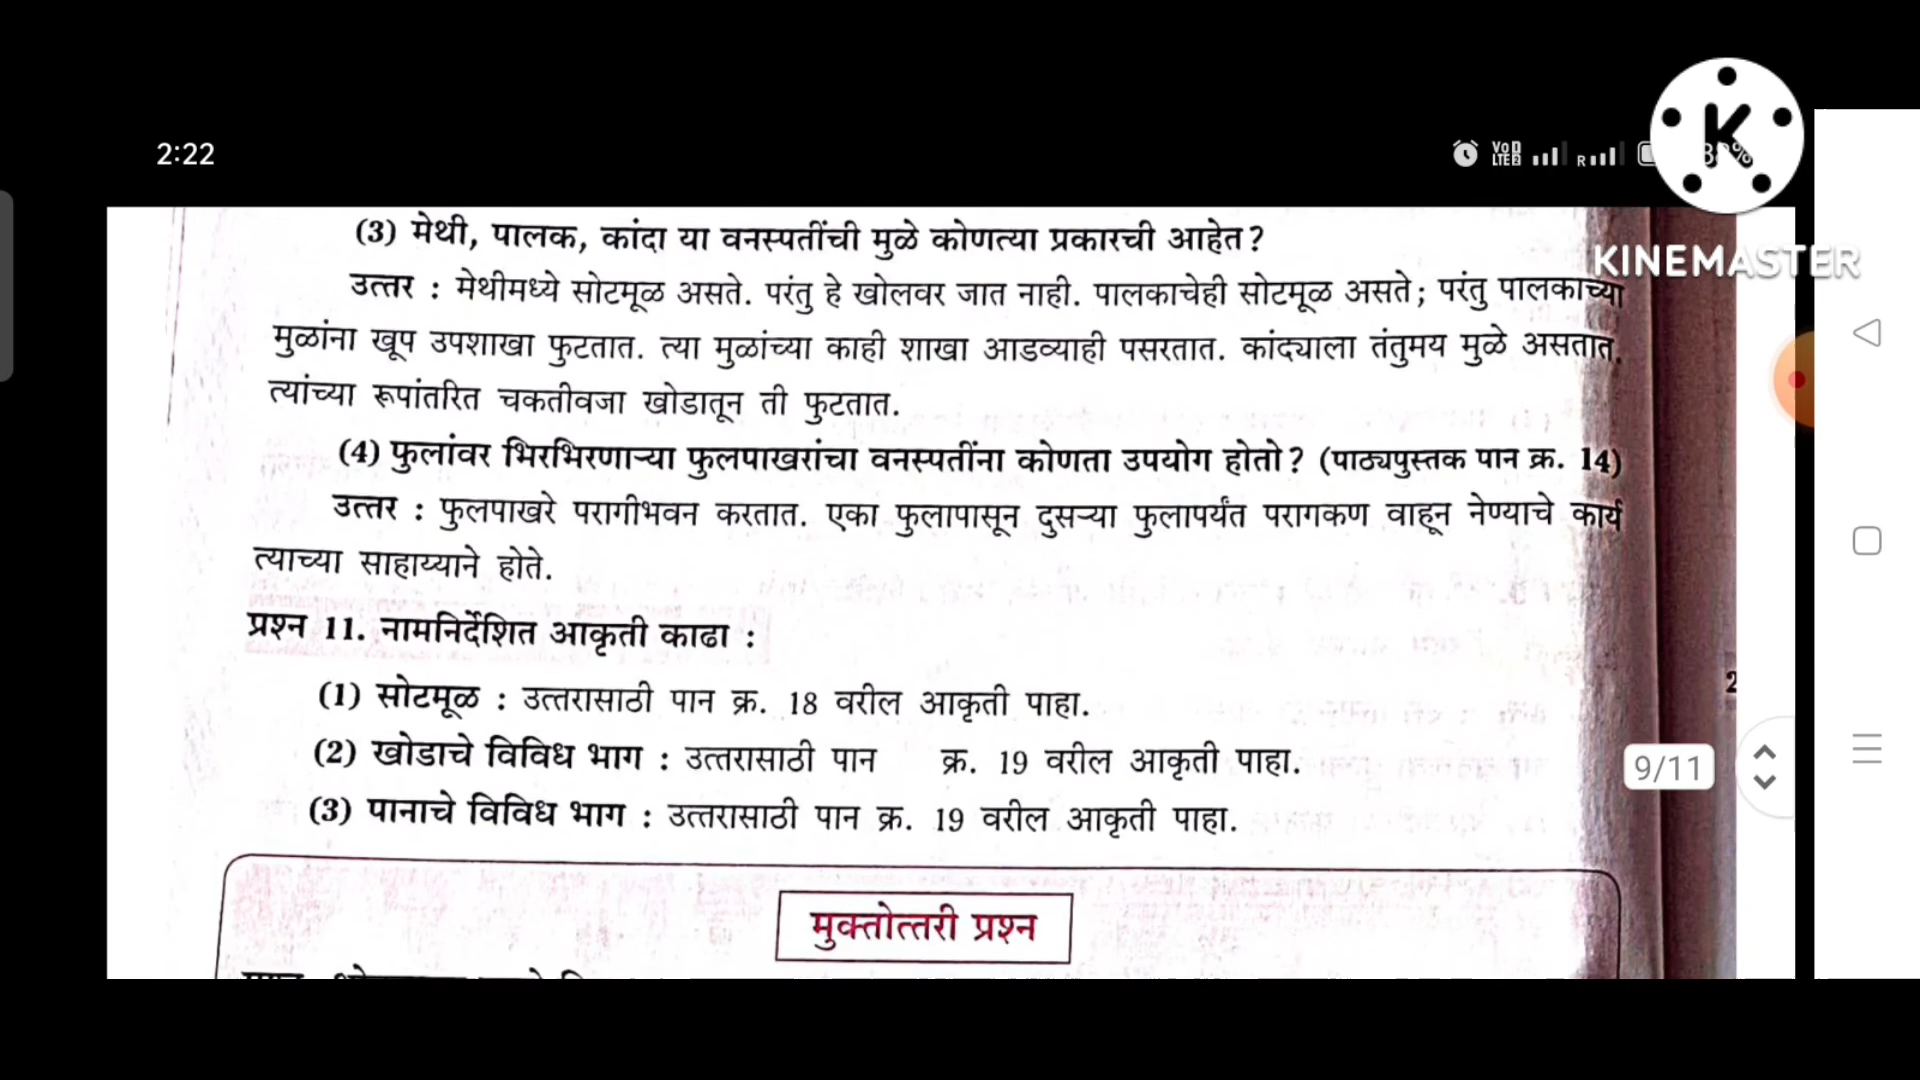 2:22
VoD
LTE2
R
K
KINEMASTER
(3) मेथी, पालक, कांदा या वनस्पतींची मुळे कोणत्या प्रकारची आहेत?
उत्तर : मेथीमध्ये सोटमूळ असते. परंतु हे खोलवर जात नाही. पालकाचेही सोटमूळ असते; परंतु पालकाच्या
मुळांना खूप उपशाखा फुटतात. त्या मुळांच्या काही शाखा आडव्याही पसरतात. कांद्याला तंतुमय मुळे असतात.
त्यांच्या रूपांतरित चकतीवजा खोडातून ती फुटतात.
(4) फुलांवर भिरभिरणाऱ्या फुलपाखरांचा वनस्पतींना कोणता उपयोग होतो? (पाठ्यपुस्तक पान क्र. 14)
उत्तर : फुलपाखरे परागीभवन करतात. एका फुलापासून दुसऱ्या फुलापर्यंत परागकण वाहून नेण्याचे कार्य
त्याच्या साहाय्याने होते.
प्रश्न 11. नामनिर्देशित आकृती काढा :
(1) सोटमूळ : उत्तरासाठी पान क्र. 18 वरील आकृती पाहा.
(2) खोडाचे विविध भाग : उत्तरासाठी पान क्र. 19 वरील आकृती पाहा.
9/11
(3) पानाचे विविध भाग : उत्तरासाठी पान क्र. 19 वरील आकृती पाहा.
मुक्तोत्तरी प्रश्न